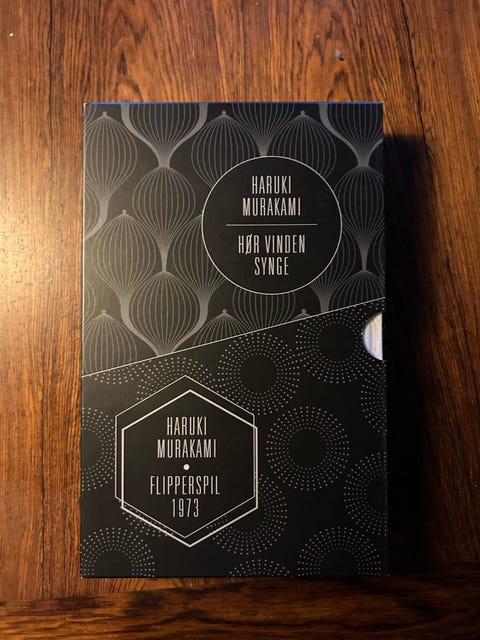 HARUKI
MURAKAMI
HØR VINDEN
SYNGE
HARUKI
MURAKAMI
FLIPPERSPIL
1973